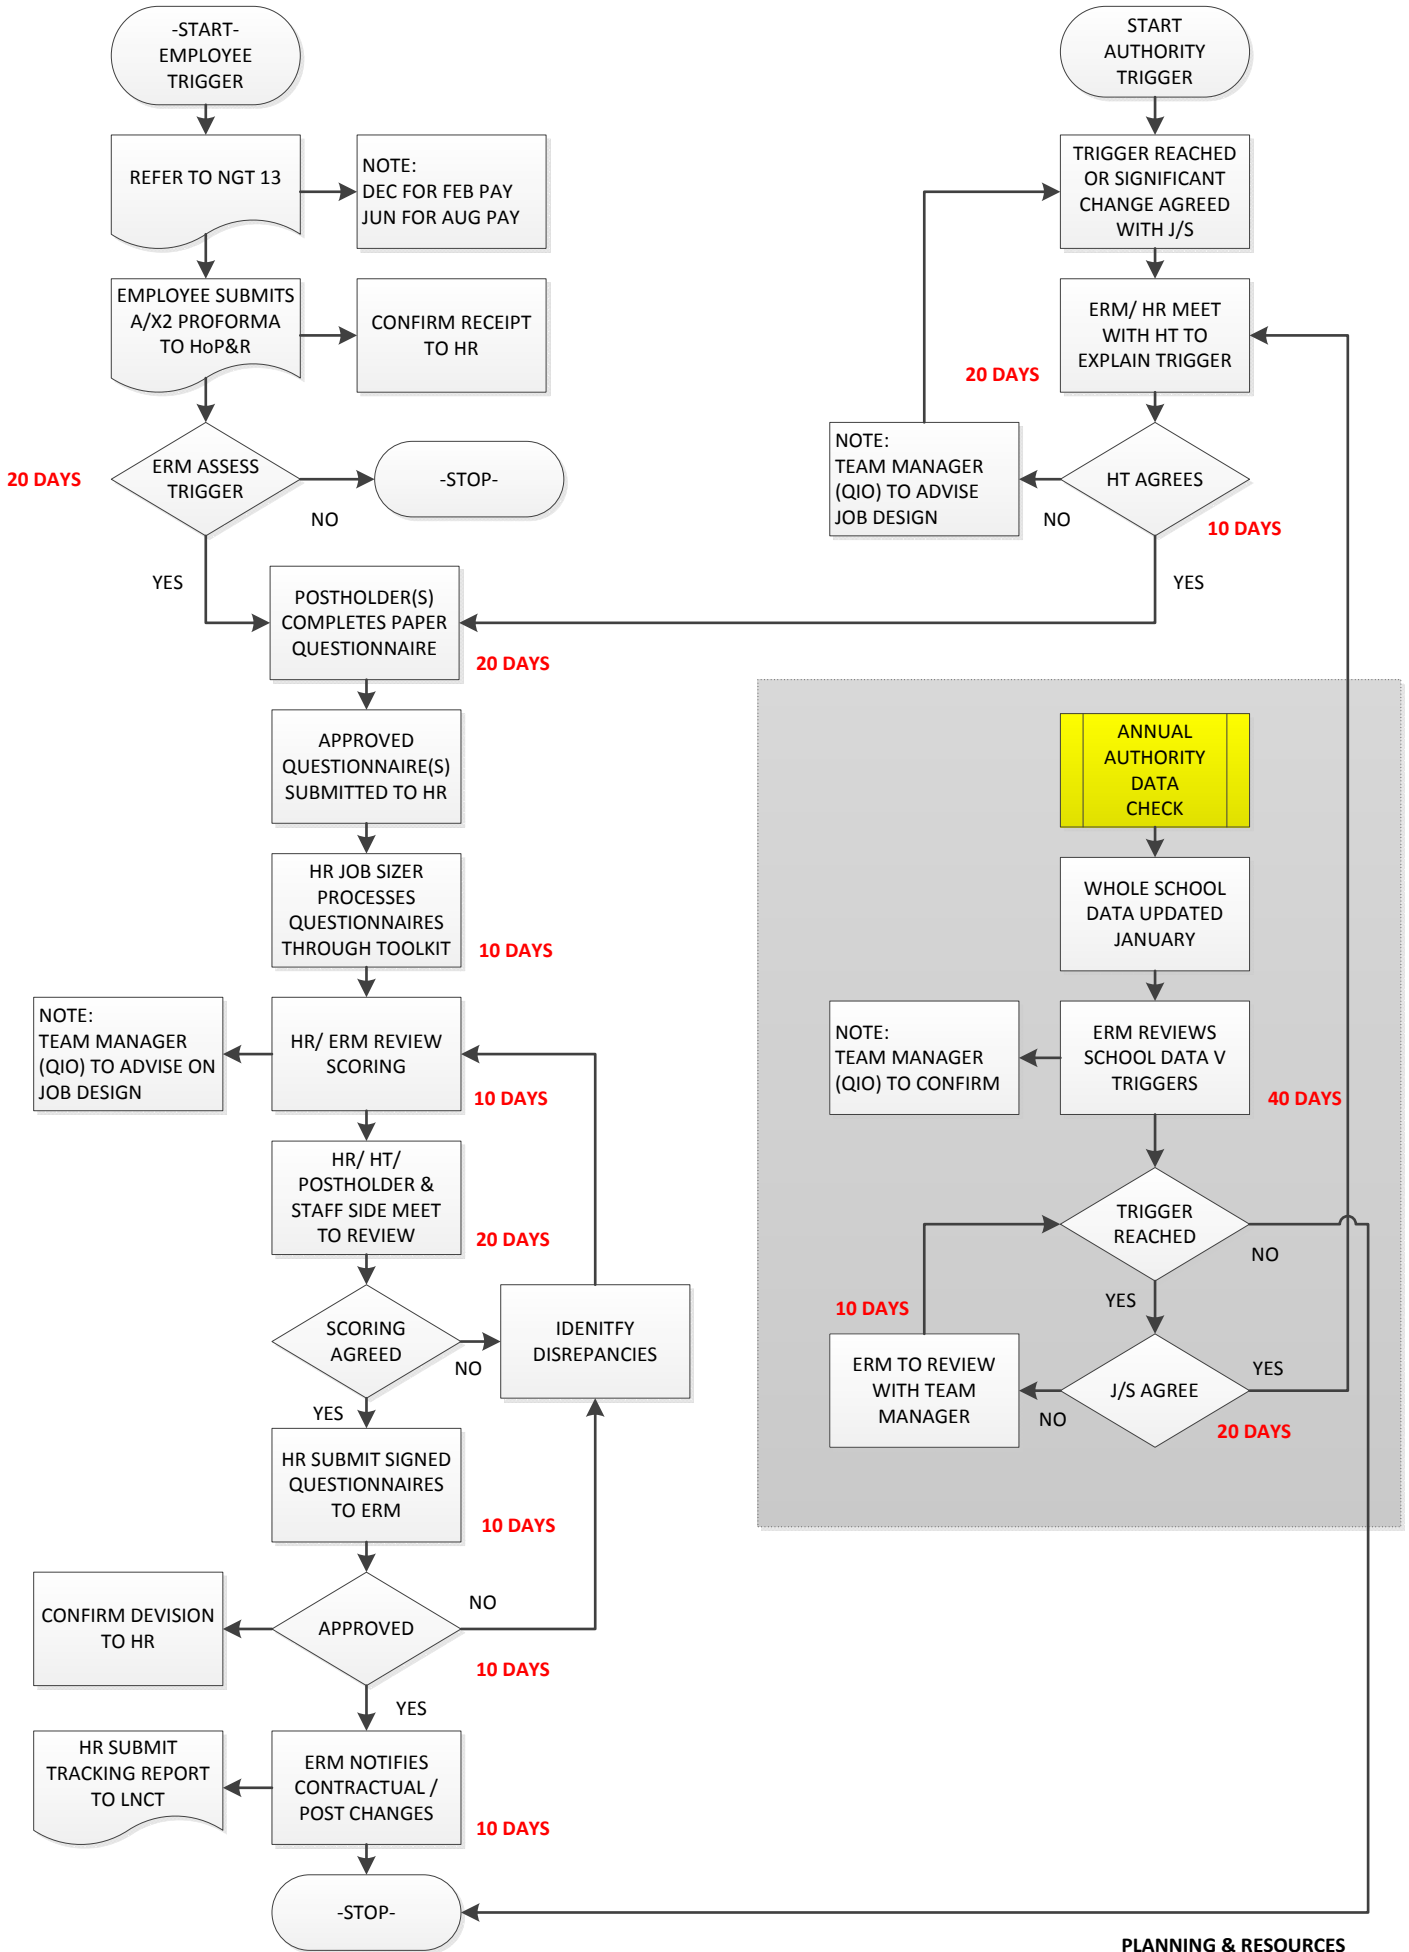 -START-
EMPLOYEE
TRIGGER
REFER TO NGT 13
NOTE:
DEC FOR FEB PAY
JUN FOR AUG PAY
EMPLOYEE SUBMITS
A/X2 PROFORMA
TO HoP&R
CONFIRM RECEIPT
TO HR
20 DAYS
ERM ASSESS
TRIGGER
NO
-STOP-
YES
START
AUTHORITY
TRIGGER
TRIGGER REACHED
OR SIGNIFICANT
CHANGE AGREED
WITH J/S
ERM/ HR MEET
WITH HT TO
EXPLAIN TRIGGER
20 DAYS
NOTE:
TEAM MANAGER
(QIO) TO ADVISE
JOB DESIGN
NO
HT AGREES
10 DAYS
YES
POSTHOLDER(S)
COMPLETES PAPER
QUESTIONNAIRE
20 DAYS
APPROVED
QUESTIONNAIRE(S)
SUBMITTED TO HR
HR JOB SIZER
PROCESSES
QUESTIONNAIRES
THROUGH TOOLKIT
10 DAYS
NOTE:
TEAM MANAGER
(QIO) TO ADVISE ON
JOB DESIGN
HR/ ERM REVIEW
SCORING
10 DAYS
HR/ HT/
POSTHOLDER &
STAFF SIDE MEET
TO REVIEW
20 DAYS
SCORING
AGREED
NO
IDENITFY
DISREPANCIES
YES
HR SUBMIT SIGNED
QUESTIONNAIRES
TO ERM
10 DAYS
CONFIRM DEVISION
TO HR
APPROVED
NO
10 DAYS
YES
HR SUBMIT
TRACKING REPORT
TO LNCT
ERM NOTIFIES
CONTRACTUAL /
POST CHANGES
10 DAYS
-STOP-
ANNUAL
AUTHORITY
DATA
CHECK
WHOLE SCHOOL
DATA UPDATED
JANUARY
NOTE:
TEAM MANAGER
(QIO) TO CONFIRM
ERM REVIEWS
SCHOOL DATA V
TRIGGERS
40 DAYS
TRIGGER
REACHED
NO
YES
10 DAYS
ERM TO REVIEW
WITH TEAM
MANAGER
NO
J/S AGREE
YES
20 DAYS
PLANNING & RESOURCES